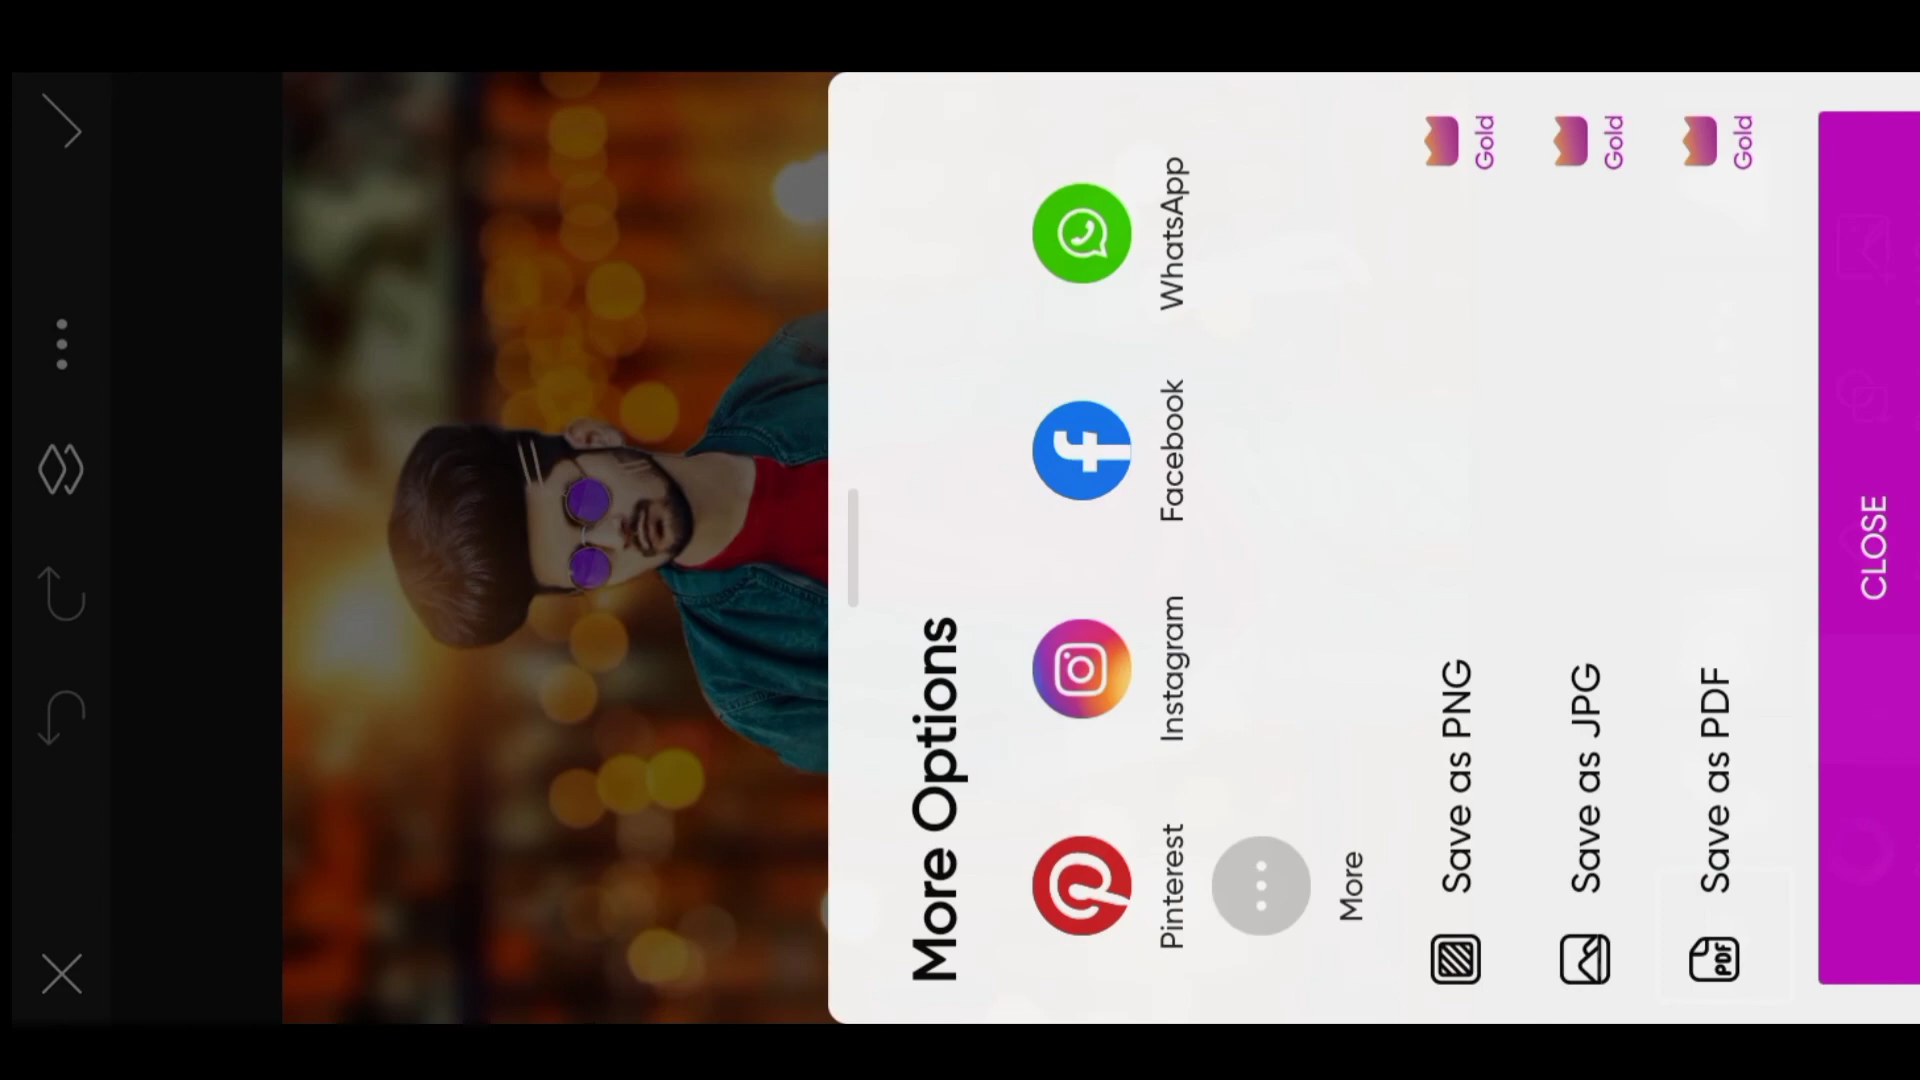 More Options
Pinterest
Instagram
Facebook
WhatsApp
More
Save as PNG
Gold
Save as JPG
Gold
PDF
Save as PDF
Gold
CLOSE